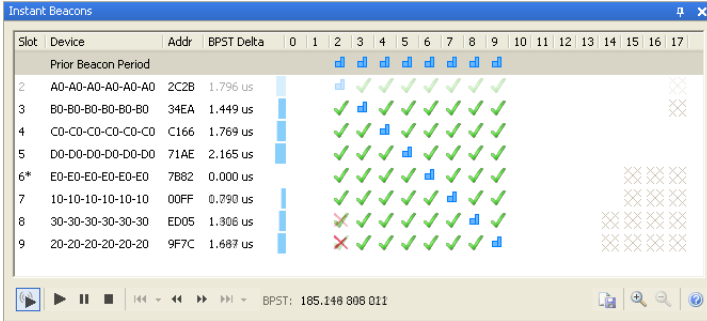 Instant Beacons
Slot Device Addr BPST Delta 0 1 2 3 4 5 6 7 8 9 10 11 12 13 14 15 16 17
Prior Beacon Period
2 A0-A0-A0-A0-A0-A0 2C2B 1.796 us
3 B0-B0-B0-B0-B0-B0 34EA 1.449 us
4 C0-C0-C0-C0-C0-C0 C166 1.769 us
5 D0-D0-D0-D0-D0-D0 71AE 2.165 us
6* E0-E0-E0-E0-E0-E0 7B82 0.000 us
7 10-10-10-10-10-10 00FF 0.790 us
8 30-30-30-30-30-30 ED05 1.806 us
9 20-20-20-20-20-20 9F7C 1.687 us
BPST: